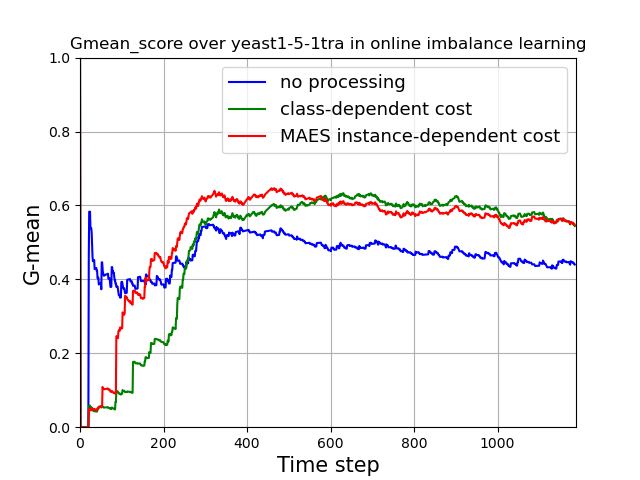 Gmean_score over yeast1-5-1tra in online imbalance learning
no processing
class-dependent cost
MAES instance-dependent cost
G-mean
1.0
0.8
0.6
0.4
0.2
0.0
0 200 400 600 800 1000
Time step